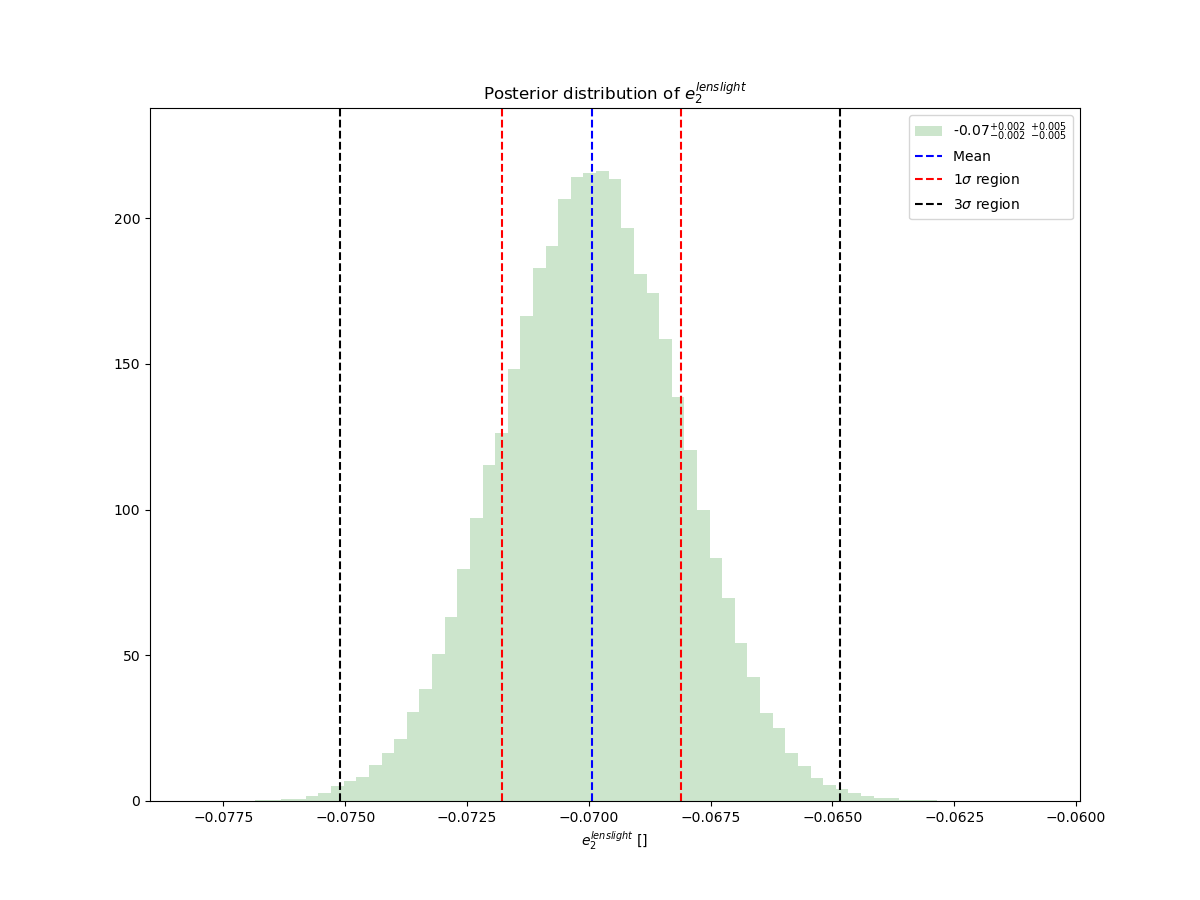 Posterior distribution of $e_2^{lenslight}$
-0.07$^{+0.002}_{-0.002}$ $^{+0.005}_{-0.005}$
Mean
1σ region
3σ region
200
150
100
50
0
−0.0775 −0.0750 −0.0725 −0.0700 −0.0675 −0.0650 −0.0625 −0.0600
$e_2^{lenslight}$ []